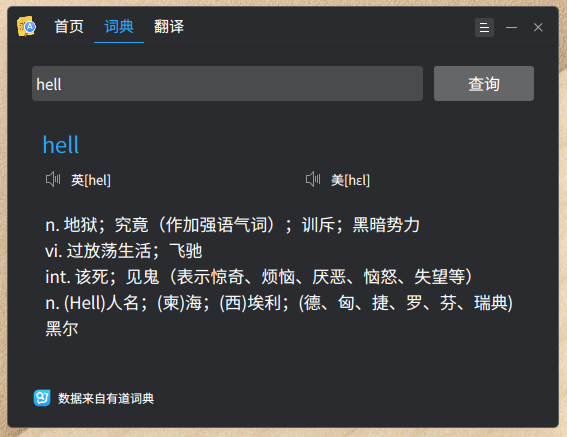 首页 词典 翻译
hell 查询
hell
英[hel] 美[hɛl]
n. 地狱；究竟（作加强语气词）；训斥；黑暗势力
vi. 过放荡生活；飞驰
int. 该死；见鬼（表示惊奇、烦恼、厌恶、恼怒、失望等）
n. (Hell)人名；(柬)海；(西)埃利；(德、匈、捷、罗、芬、瑞典)
黑尔
数据来自有道词典